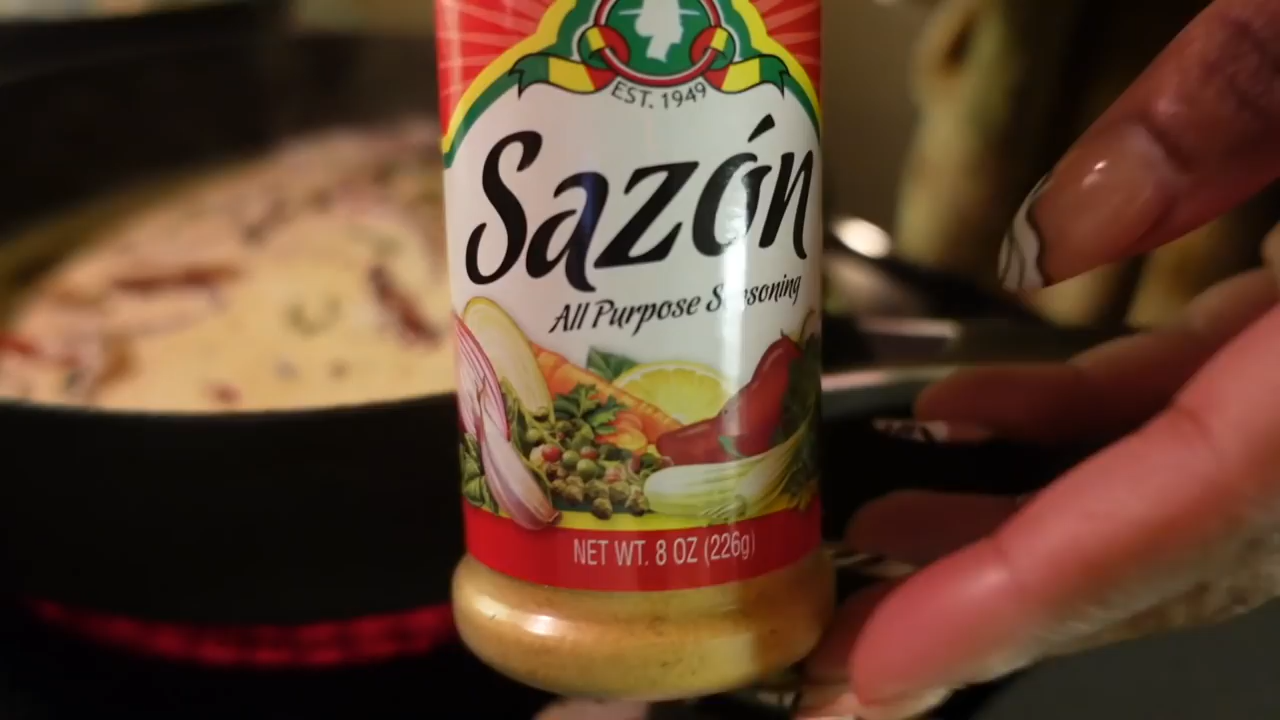 EST. 1949
Sazón
All Purpose Seasoning
NET WT. 8 OZ (226g)